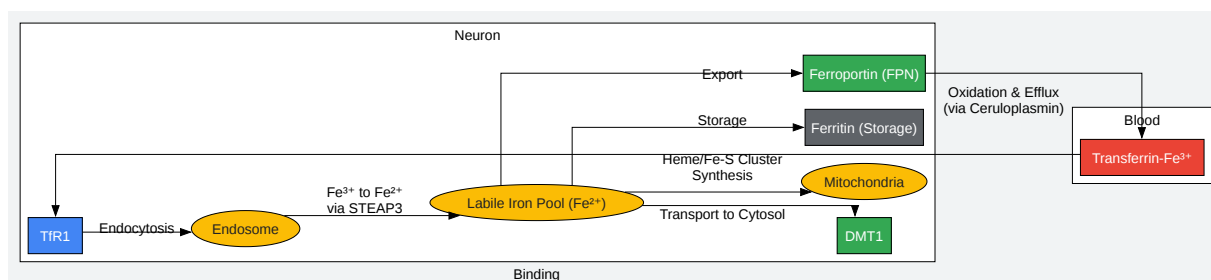 Neuron
Export
Ferroportin (FPN)
Oxidation & Efflux
(via Ceruloplasmin)
Storage
Ferritin (Storage)
Blood
Transferrin-Fe³⁺
Heme/Fe-S Cluster
Synthesis
Mitochondria
Fe³⁺ to Fe²⁺
via STEAP3
Labile Iron Pool (Fe²⁺)
Transport to Cytosol
TfR1
Endocytosis
Endosome
DMT1
Binding